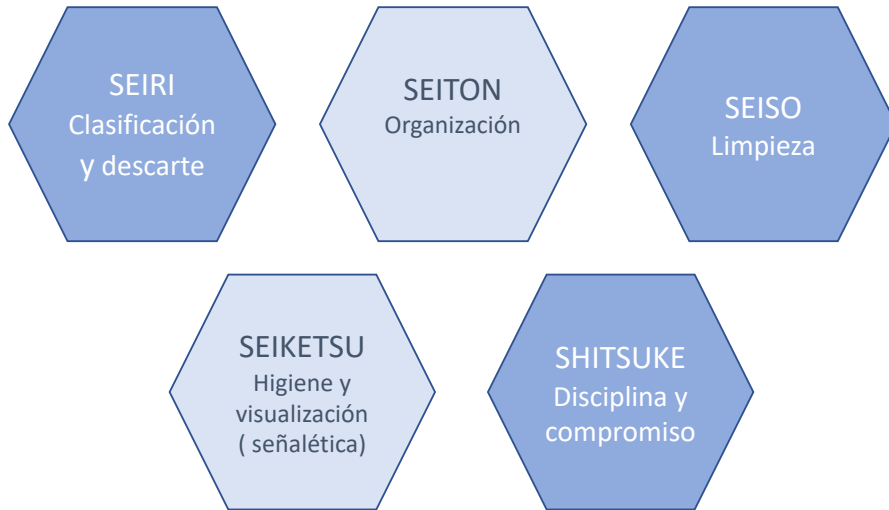 SEIRI
Clasificación
y descarte
SEITON
Organización
SEISO
Limpieza
SEIKETSU
Higiene y
visualización
( señalética)
SHITSUKE
Disciplina y
compromiso